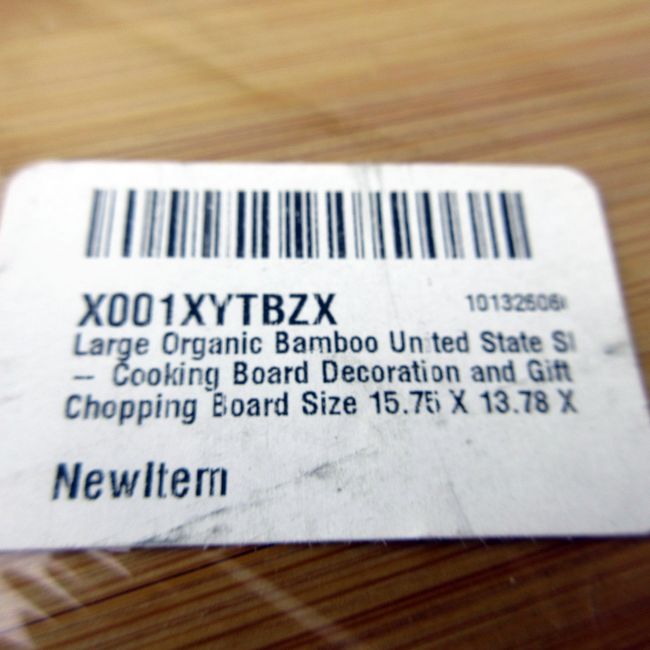 X001XYTBZX
Large Organic Bamboo United State Sl
-- Cooking Board Decoration and Gift
Chopping Board Size 15.75 X 13.78 X
NewItem